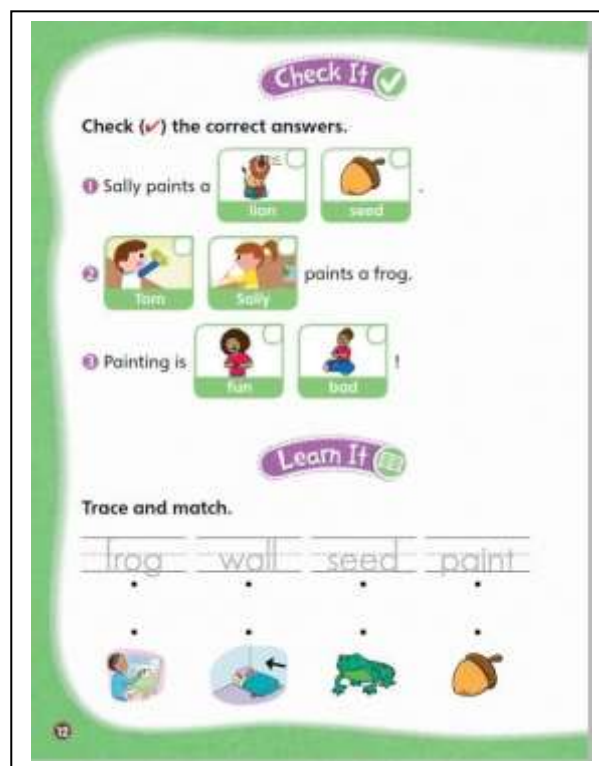 Check It
Check (✓) the correct answers.
1 Sally paints a lion seed .
2 Tom Sally paints a frog.
3 Painting is fun bad !
Learn It
Trace and match.
frog wall seed paint
12